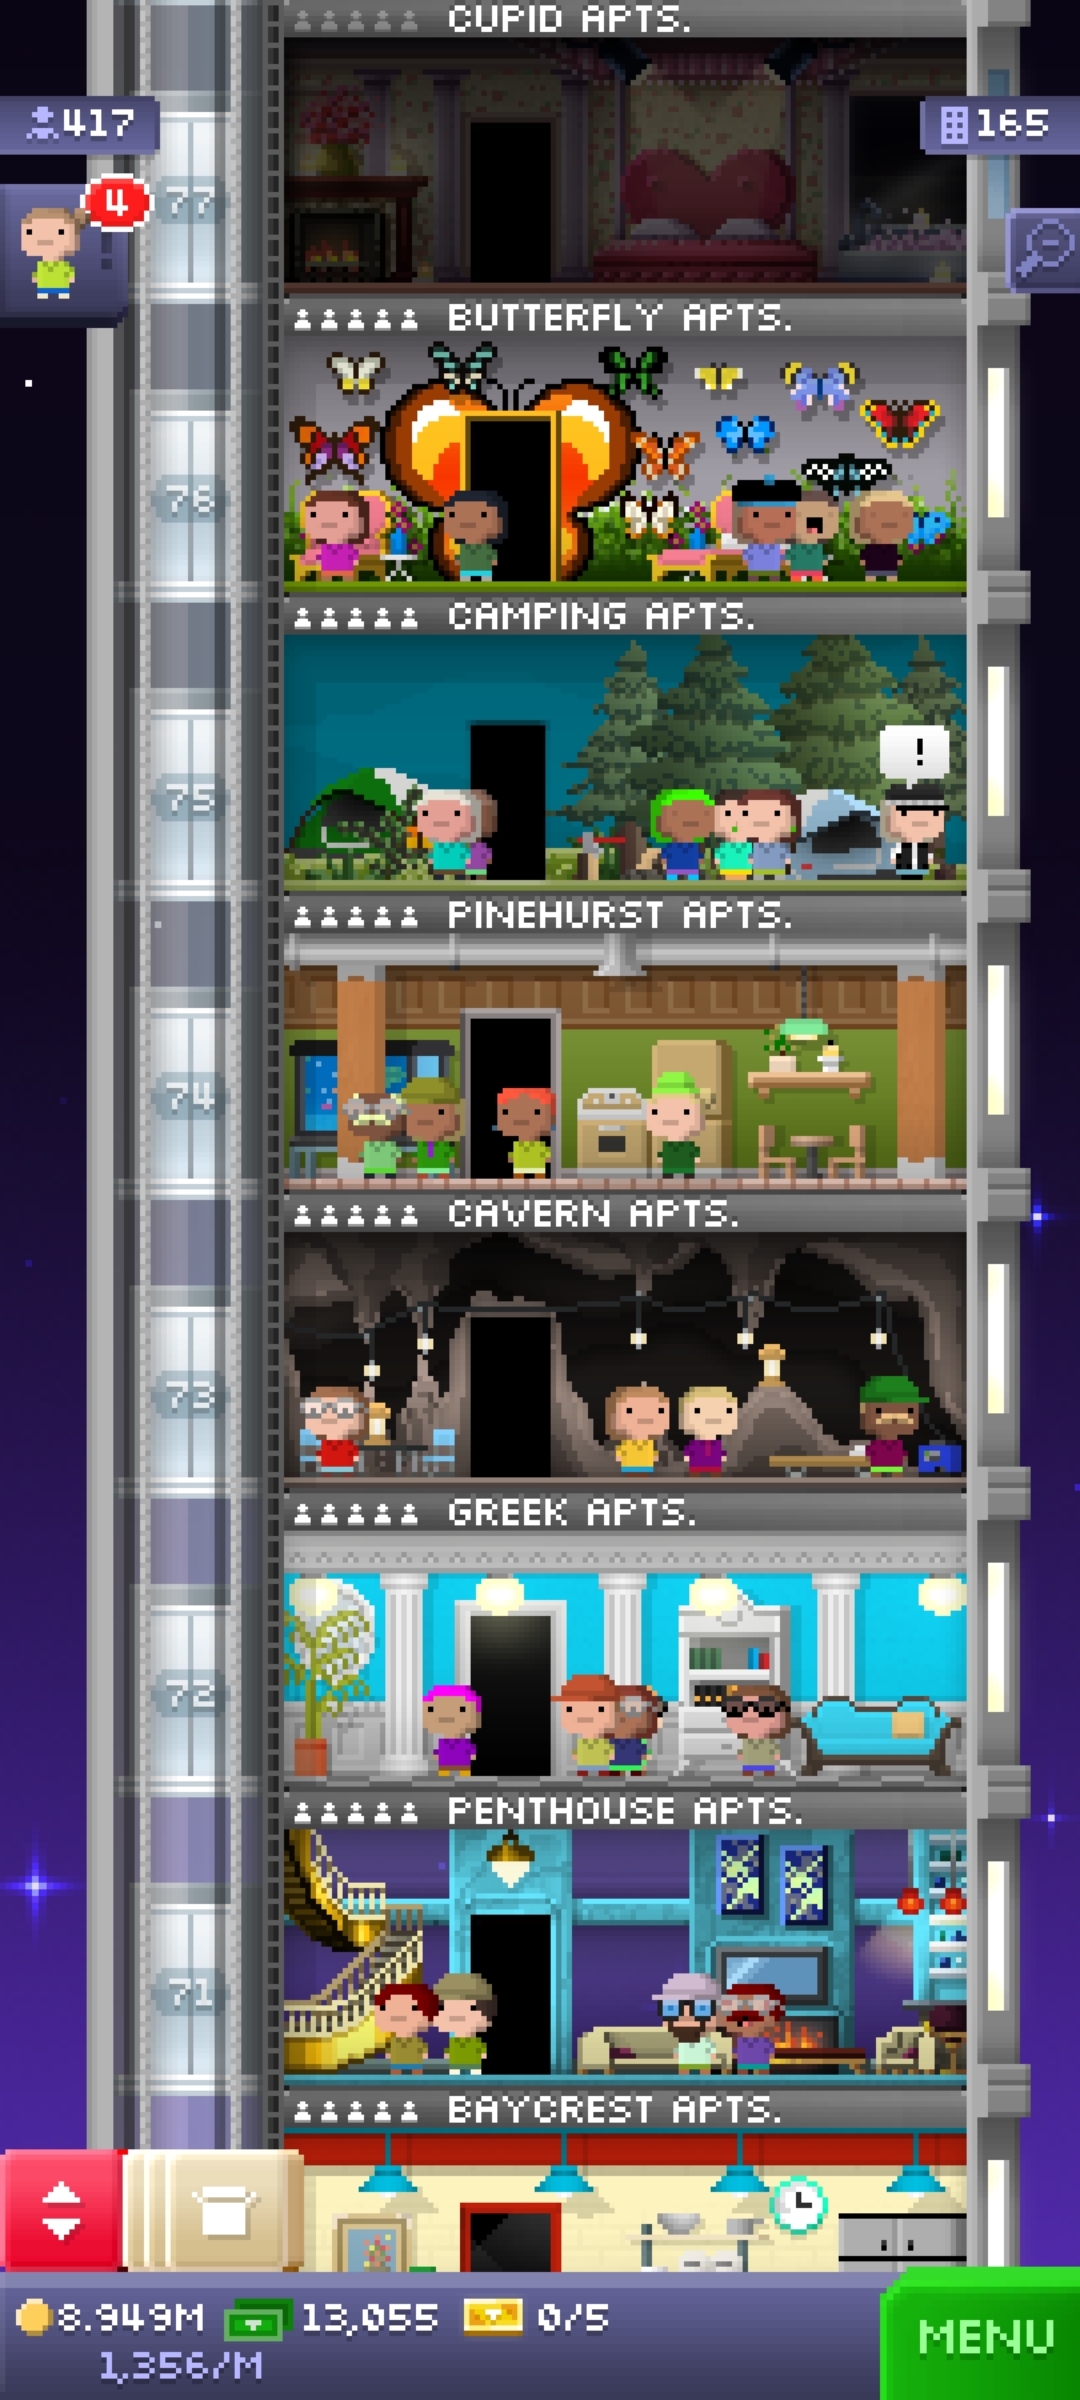 CUPID APTS.
417
165
4
77
BUTTERFLY APTS.
76
CAMPING APTS.
!
75
PINEHURST APTS.
74
CAVERN APTS.
73
GREEK APTS.
72
PENTHOUSE APTS.
71
BAYCREST APTS.
8.949M 13,055 0/5
1,356/M
MENU